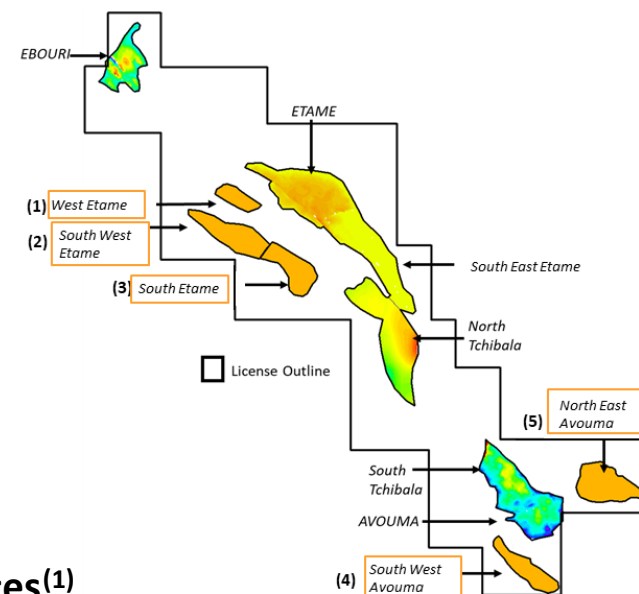 EBOURI
ETAME
(1) West Etame
(2) South West
Etame
(3) South Etame
South East Etame
North
Tchibala
License Outline
(5) North East
Avouma
South
Tchibala
AVOUMA
(4) South West
Avouma
(1)